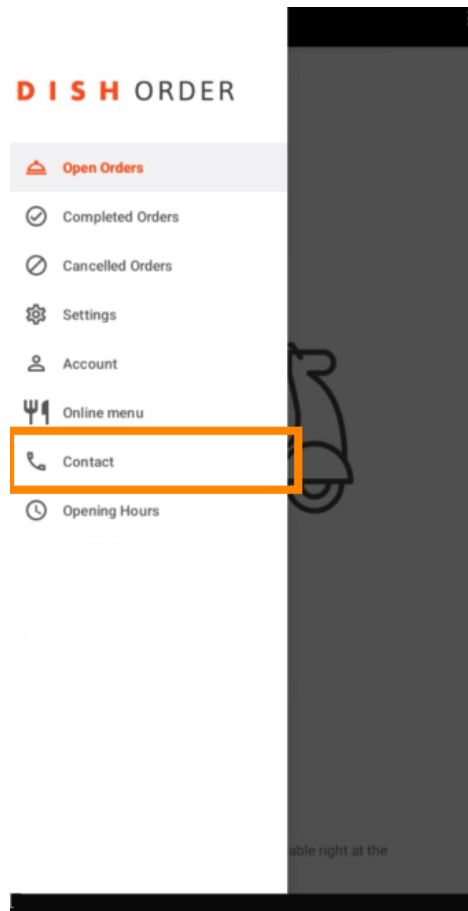 DISH ORDER
Open Orders
Completed Orders
Cancelled Orders
Settings
Account
Online menu
Contact
Opening Hours
able right at the